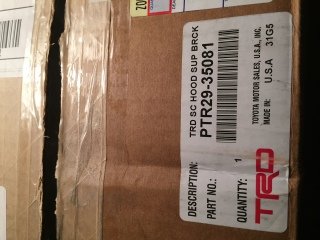 DESCRIPTION: TRD SC HOOD SUP BRCK
PART NO.: PTR29-35081
QUANTITY: 1
TRD
TOYOTA MOTOR SALES, U.S.A., INC.
MADE IN: U.S.A 31G5